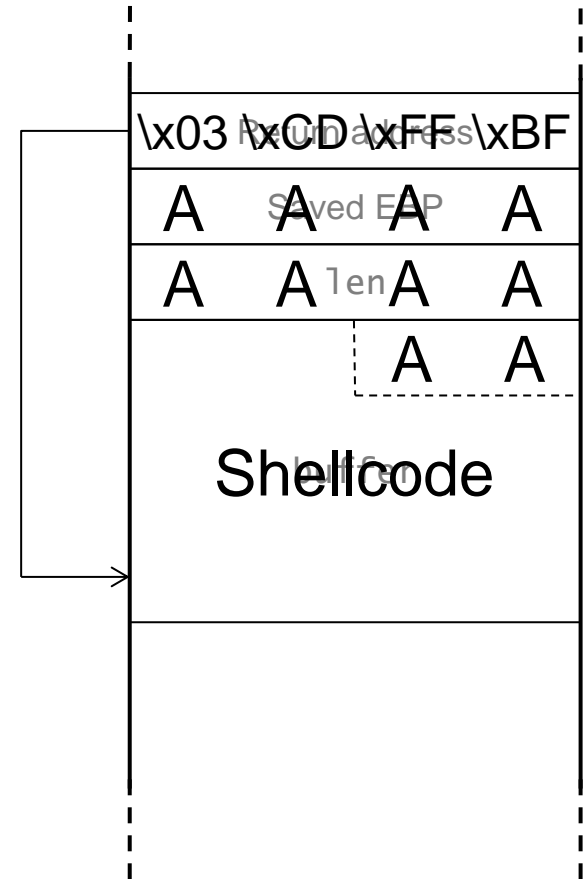 \x03 \xCD \xFF \xBF
Return address
A A A A
Saved EBP
A A A A
len
A A
Shellcode
buffer